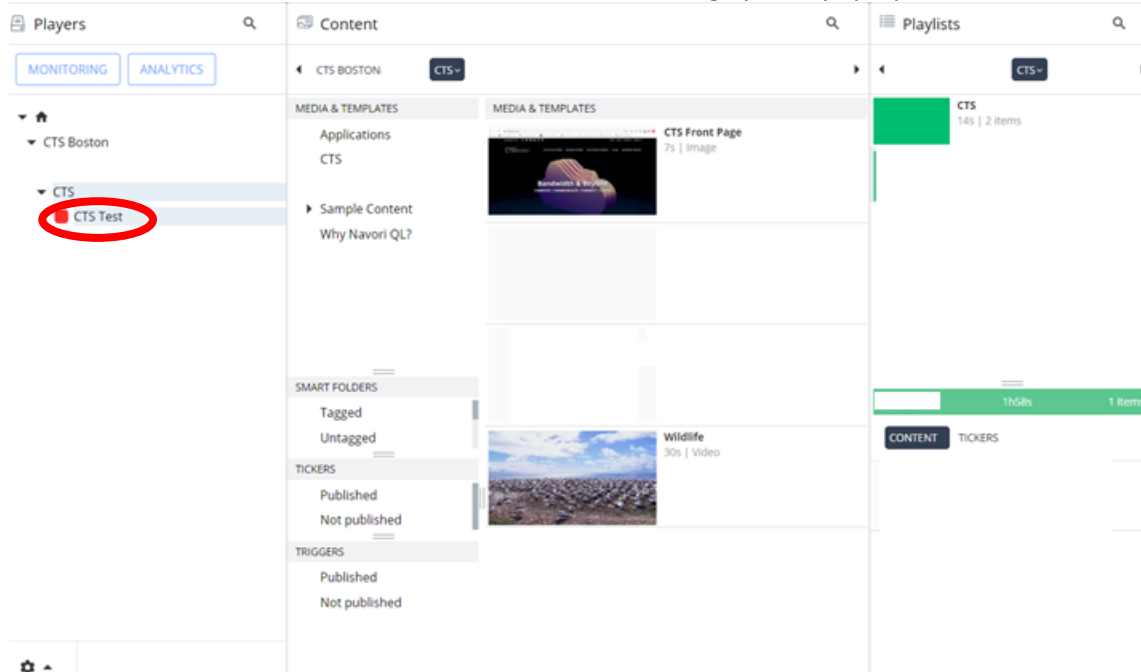 Players
Content
Playlists
MONITORING
ANALYTICS
CTS BOSTON
CTS
CTS
CTS Boston
CTS
CTS Test
MEDIA & TEMPLATES
Applications
CTS
Sample Content
Why Navori QL?
SMART FOLDERS
Tagged
Untagged
TICKERS
Published
Not published
TRIGGERS
Published
Not published
MEDIA & TEMPLATES
CTS Front Page
7s | Image
Bandwidth & Beyond
Wildlife
30s | Video
CTS
14s | 2 items
1h58s
1 Items
CONTENT
TICKERS